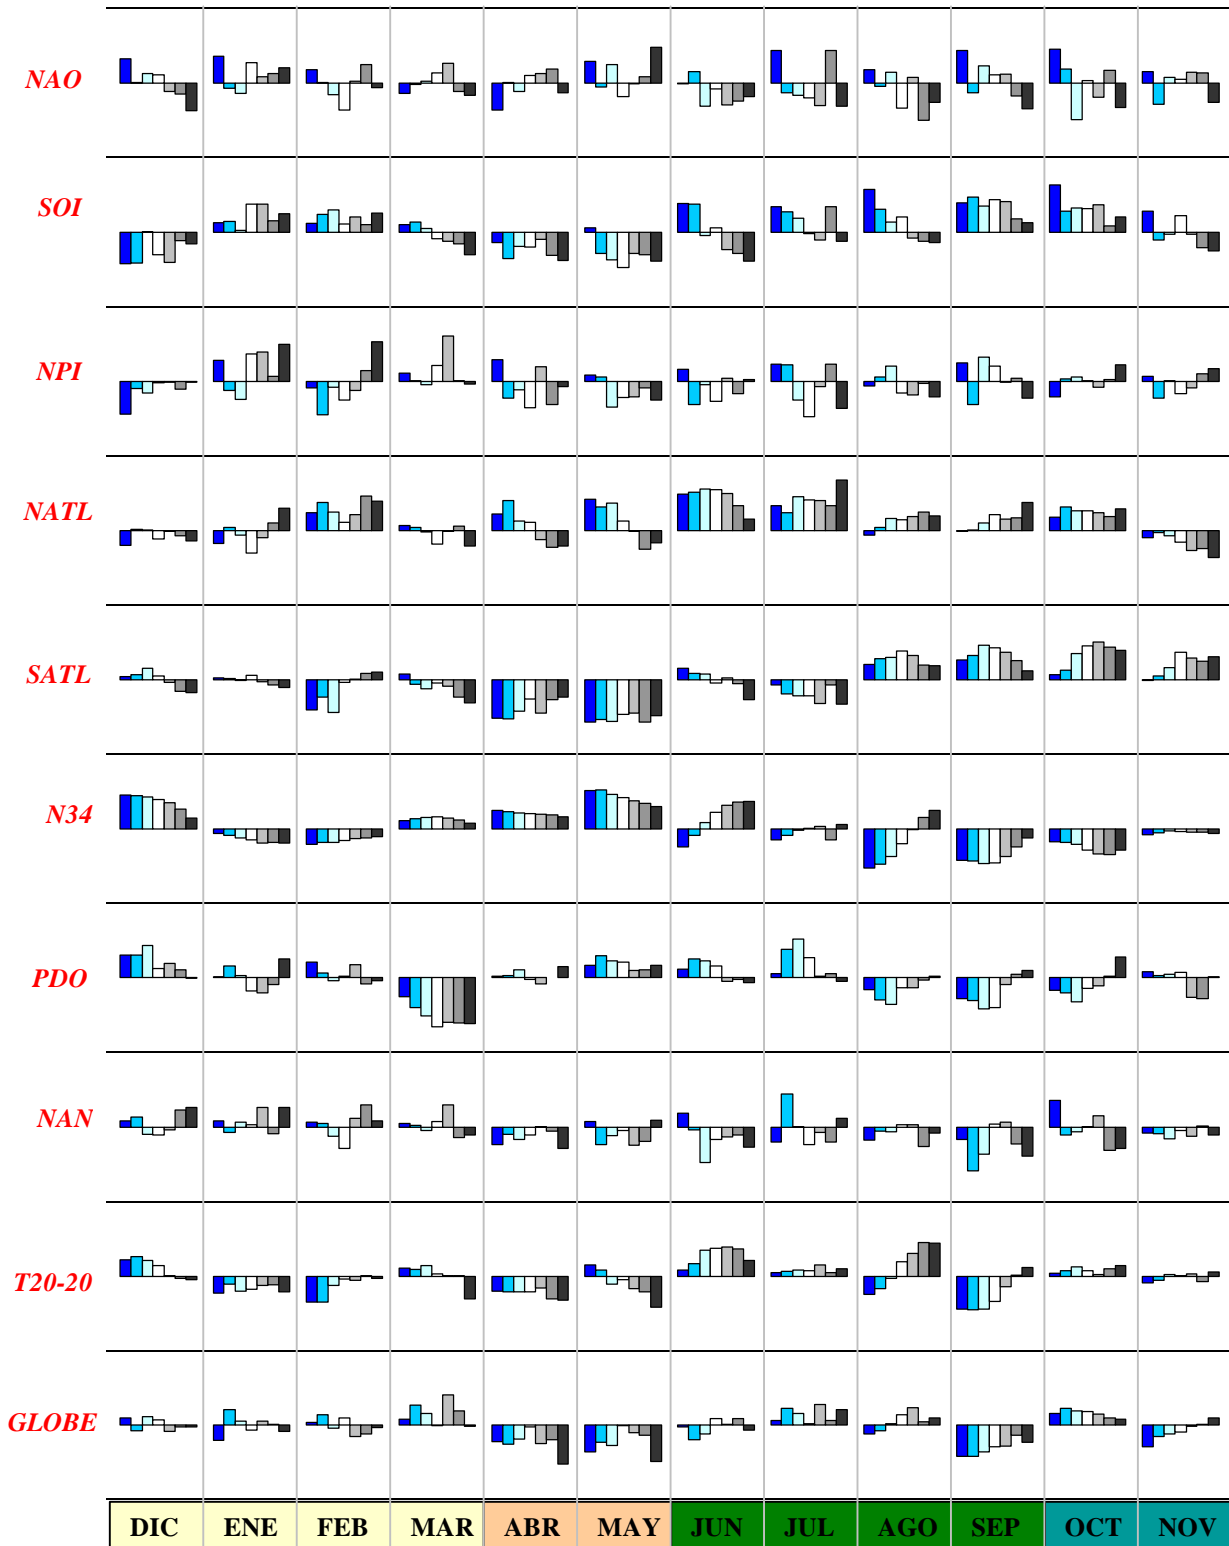 NAO
SOI
NPI
NATL
SATL
N34
PDO
NAN
T20-20
GLOBE
DIC ENE FEB MAR ABR MAY JUN JUL AGO SEP OCT NOV